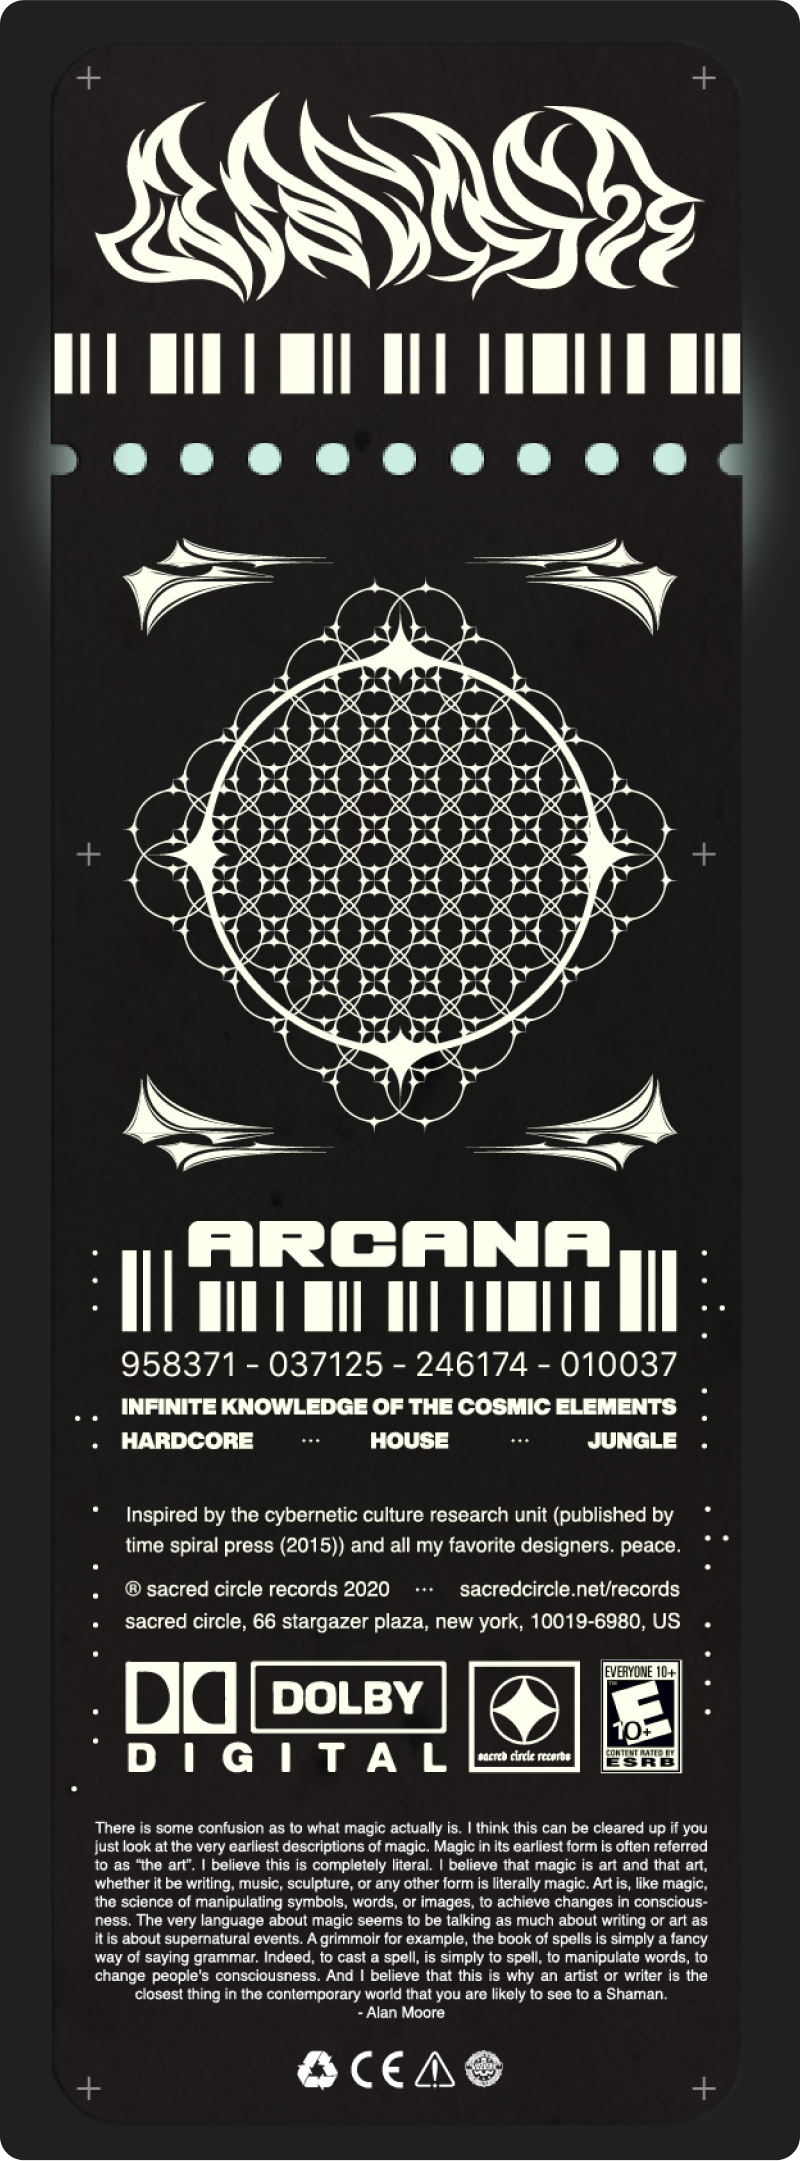 ARCANA
958371 - 037125 - 246174 - 010037
INFINITE KNOWLEDGE OF THE COSMIC ELEMENTS
HARDCORE ··· HOUSE ··· JUNGLE
Inspired by the cybernetic culture research unit (published by
time spiral press (2015)) and all my favorite designers. peace.
® sacred circle records 2020 ··· sacredcircle.net/records
sacred circle, 66 stargazer plaza, new york, 10019-6980, US
DOLBY
DIGITAL
sacred circle records
EVERYONE 10+
E
10+
CONTENT RATED BY
ESRB
There is some confusion as to what magic actually is. I think this can be cleared up if you
just look at the very earliest descriptions of magic. Magic in its earliest form is often referred
to as “the art”. I believe this is completely literal. I believe that magic is art and that art,
whether it be writing, music, sculpture, or any other form is literally magic. Art is, like magic,
the science of manipulating symbols, words, or images, to achieve changes in conscious-
ness. The very language about magic seems to be talking as much about writing or art as
it is about supernatural events. A grimmoir for example, the book of spells is simply a fancy
way of saying grammar. Indeed, to cast a spell, is simply to spell, to manipulate words, to
change people's consciousness. And I believe that this is why an artist or writer is the
closest thing in the contemporary world that you are likely to see to a Shaman.
- Alan Moore
CE